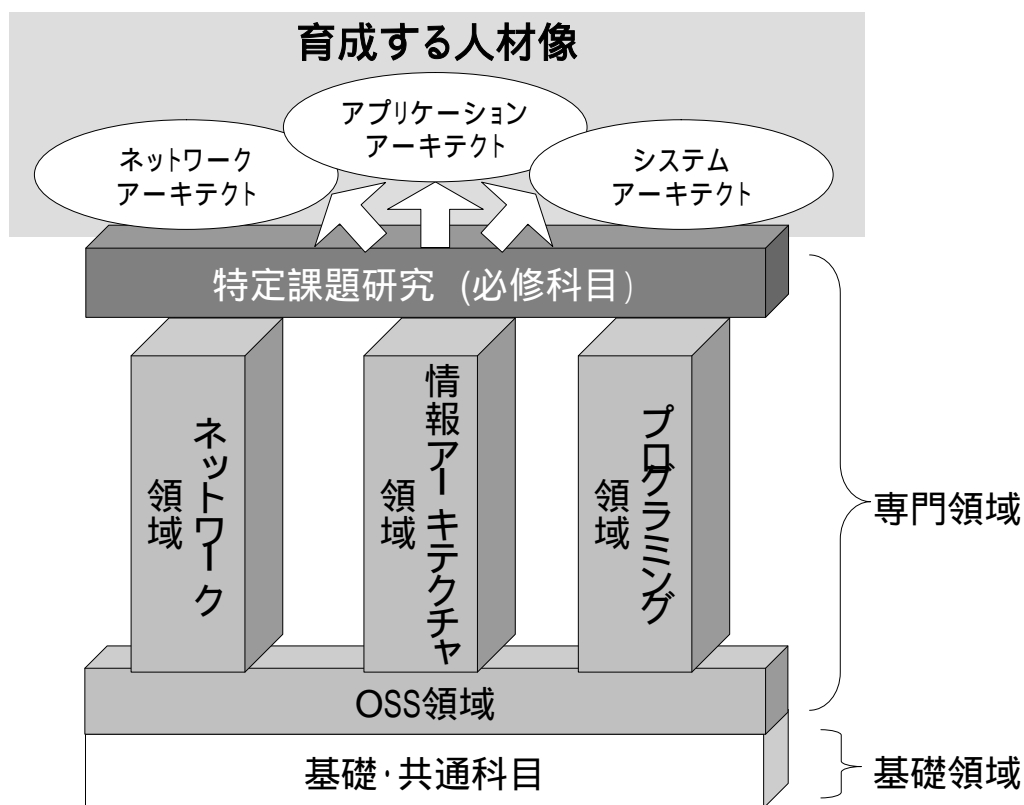 育成する人材像
アプリケーション
アーキテクト
ネットワーク
アーキテクト
システム
アーキテクト
特定課題研究 (必修科目)
ネットワーク
領域
情報アーキテクチャ
領域
プログラミング
領域
専門領域
OSS領域
基礎・共通科目
基礎領域